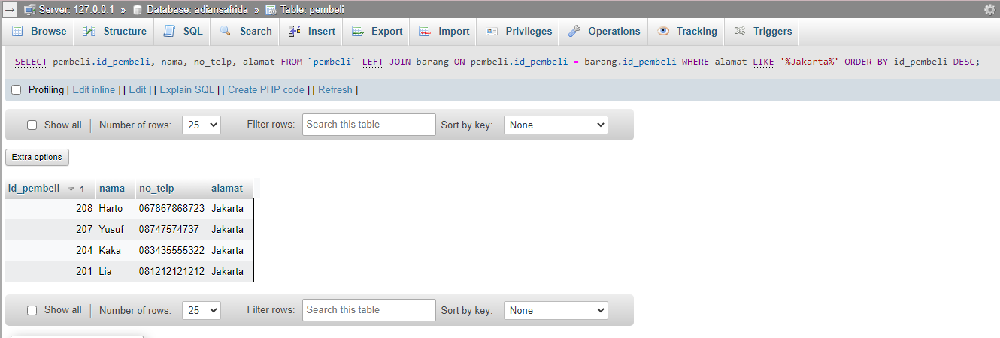 Server: 127.0.0.1 » Database: adiansafrida » Table: pembeli
Browse Structure SQL Search Insert Export Import Privileges Operations Tracking Triggers
SELECT pembeli.id_pembeli, nama, no_telp, alamat FROM `pembeli` LEFT JOIN barang ON pembeli.id_pembeli = barang.id_pembeli WHERE alamat LIKE '%Jakarta%' ORDER BY id_pembeli DESC;
Profiling [ Edit inline ] [ Edit ] [ Explain SQL ] [ Create PHP code ] [ Refresh ]
Show all | Number of rows: 25 Filter rows: Search this table Sort by key: None
Extra options
id_pembeli 1 nama no_telp alamat
208 Harto 067867868723 Jakarta
207 Yusuf 08747574737 Jakarta
204 Kaka 083435555322 Jakarta
201 Lia 081212121212 Jakarta
Show all | Number of rows: 25 Filter rows: Search this table Sort by key: None